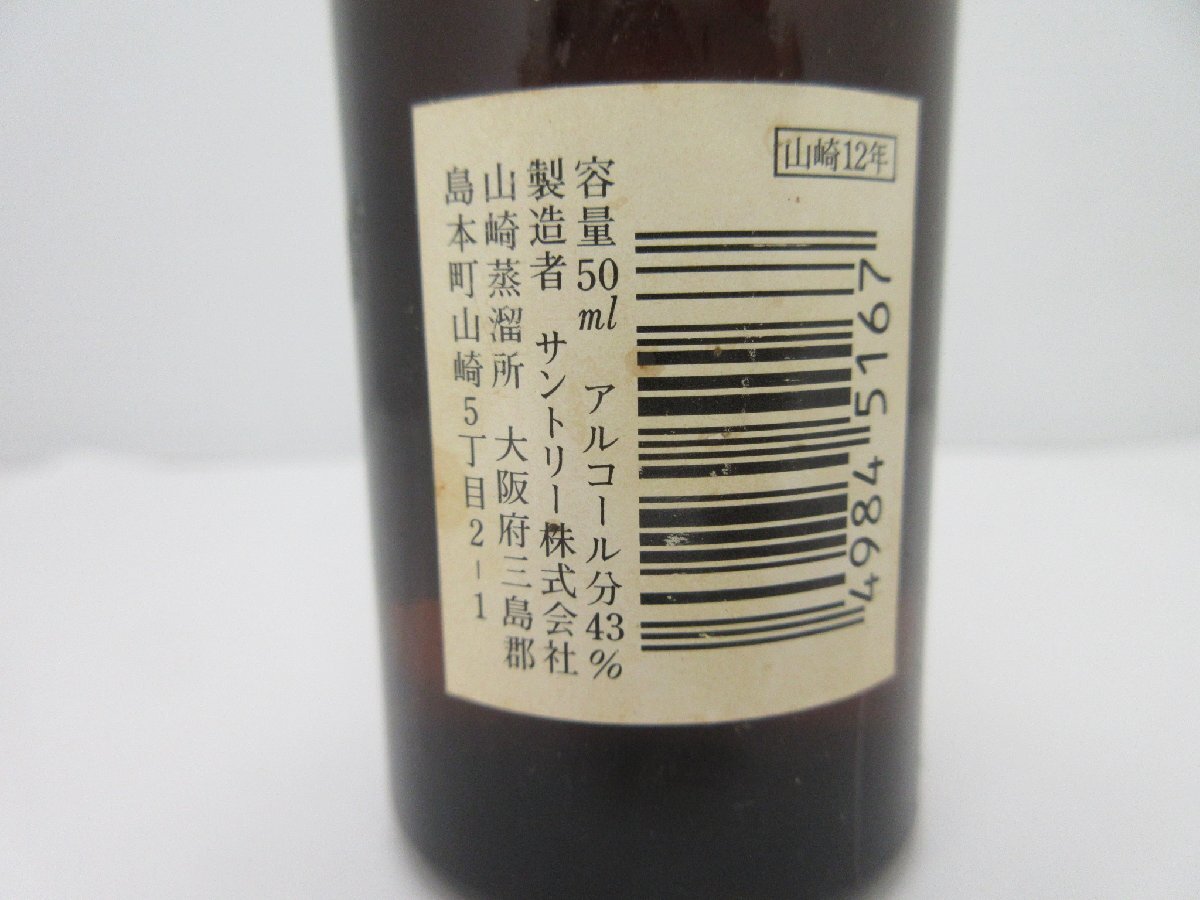 山崎12年
4984 5167
容量50ml アルコール分43%
製造者 サントリー株式会社
山崎蒸溜所 大阪府三島郡
島本町山崎5丁目2-1